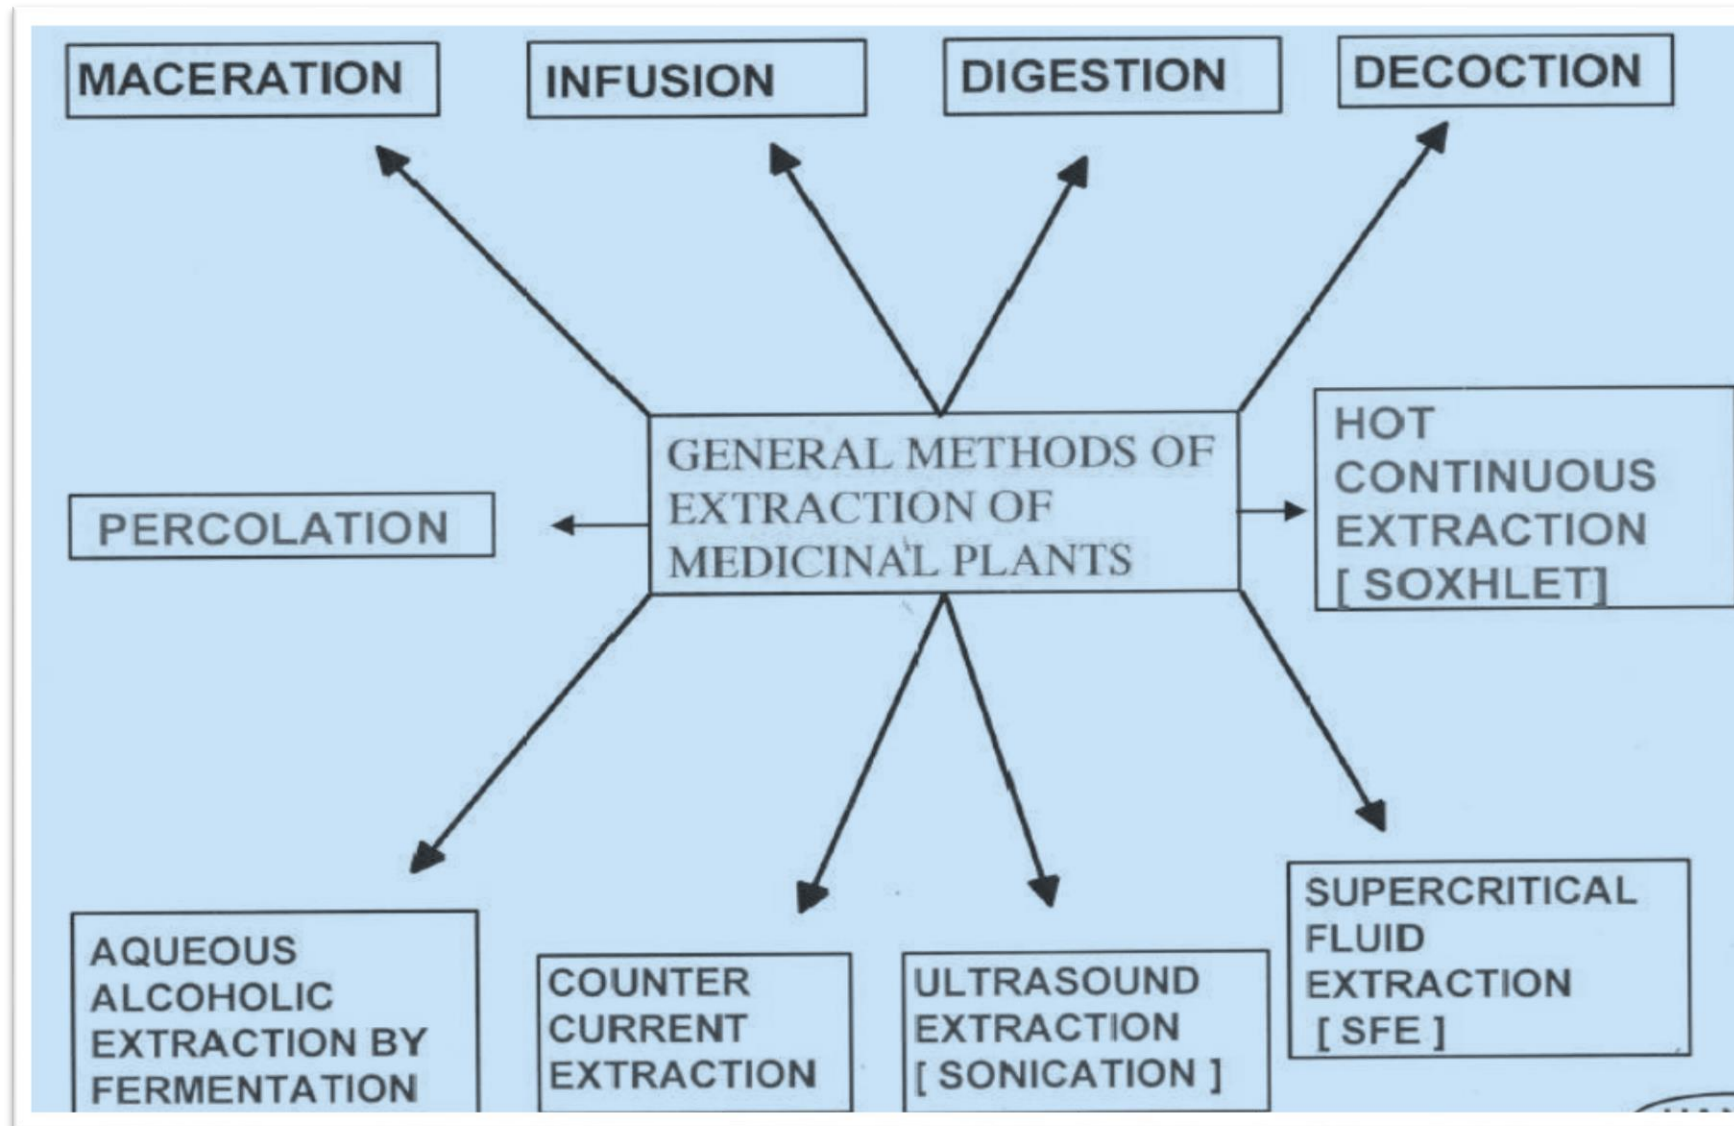 MACERATION
INFUSION
DIGESTION
DECOCTION
GENERAL METHODS OF
EXTRACTION OF
MEDICINAL PLANTS
HOT
CONTINUOUS
EXTRACTION
[ SOXHLET]
PERCOLATION
AQUEOUS
ALCOHOLIC
EXTRACTION BY
FERMENTATION
COUNTER
CURRENT
EXTRACTION
ULTRASOUND
EXTRACTION
[ SONICATION ]
SUPERCRITICAL
FLUID
EXTRACTION
[ SFE ]